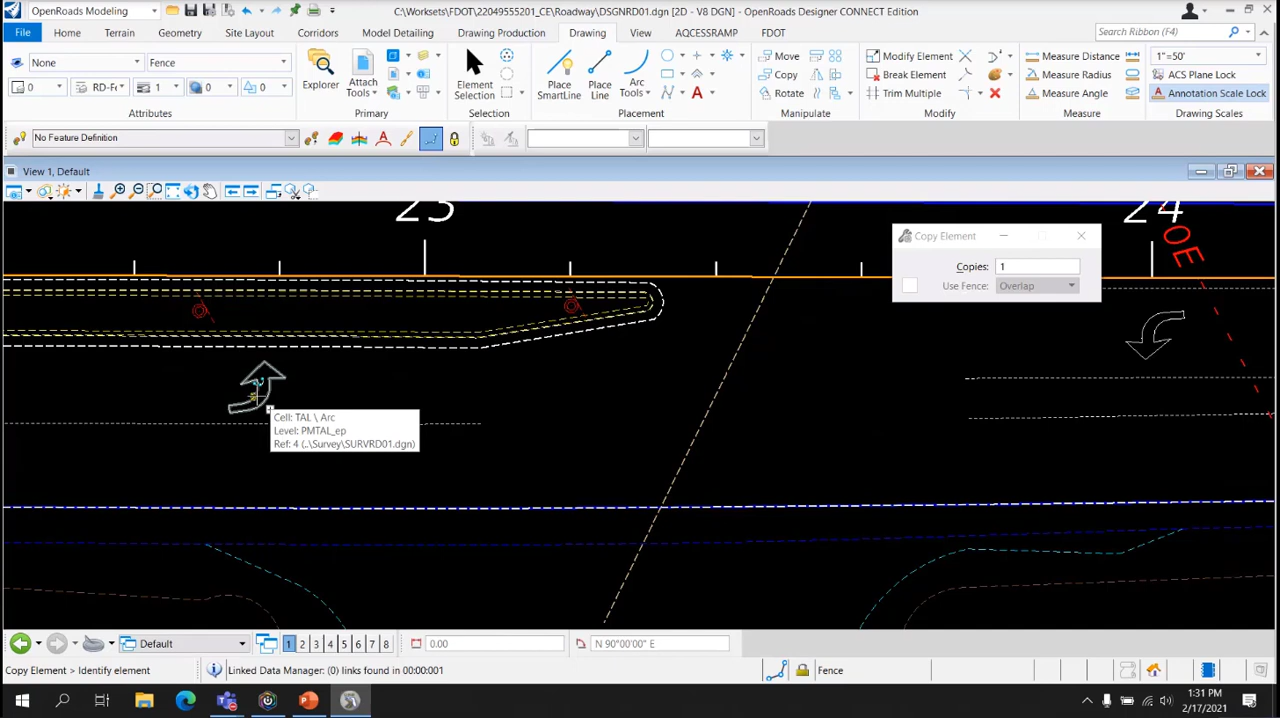 OpenRoads Modeling
C:\Worksets\FDOT\22049555201_CE\Roadway\DSGNRD01.dgn [2D - V8 DGN] - OpenRoads Designer CONNECT Edition
File Home Terrain Geometry Site Layout Corridors Model Detailing Drawing Production Drawing View AQCESSRAMP FDOT
Search Ribbon (F4)
None Fence
0 RD-Fe 1 0 0
Attributes
Explorer
Attach Tools
Primary
Element Selection
Selection
Place SmartLine
Place Line
Arc Tools
Placement
Move
Copy
Rotate
Manipulate
Modify Element
Break Element
Trim Multiple
Modify
Measure Distance
Measure Radius
Measure Angle
Measure
1"=50'
ACS Plane Lock
Annotation Scale Lock
Drawing Scales
No Feature Definition
View 1, Default
23
24
OE
Copy Element
Copies: 1
Use Fence: Overlap
Cell: TAL \ Arc
Level: PMTAL_ep
Ref: 4 (..\Survey\SURVRD01.dgn)
Default 1 2 3 4 5 6 7 8 0.00 N 90°00'00" E
Copy Element > Identify element
Linked Data Manager: (0) links found in 00:00:001
Fence
1:31 PM
2/17/2021